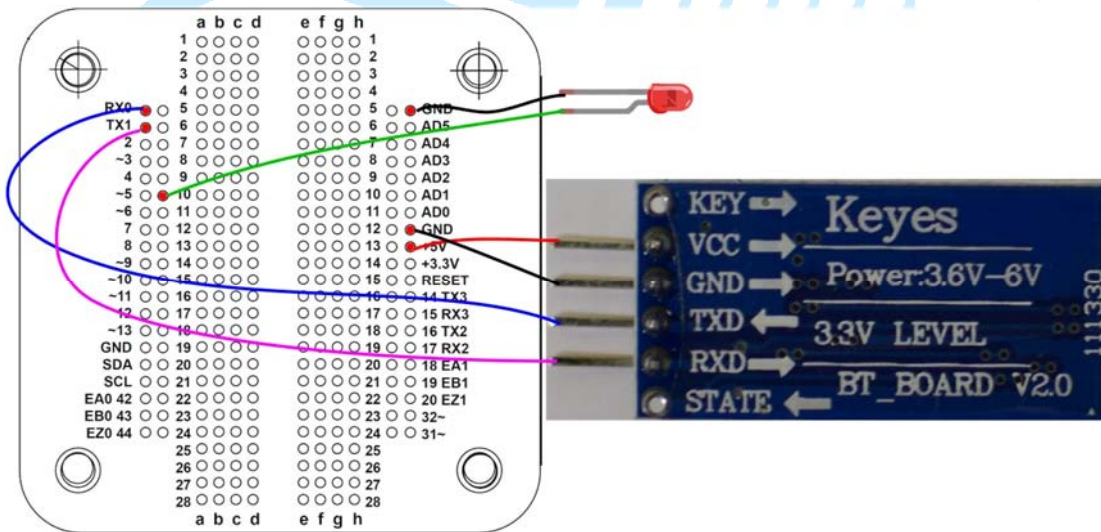 a b c d e f g h
1 1
2 2
3 3
4 4
RX0 5 5 GND
TX1 6 6 AD5
2 7 7 AD4
~3 8 8 AD3
4 9 9 AD2
~5 10 10 AD1
~6 11 11 AD0
7 12 12 GND
8 13 13 +5V
~9 14 14 +3.3V
~10 15 15 RESET
~11 16 16 14 TX3
12 17 17 15 RX3
~13 18 18 16 TX2
GND 19 19 17 RX2
SDA 20 20 18 EA1
SCL 21 21 19 EB1
EA0 42 22 22 20 EZ1
EB0 43 23 23 32~
EZ0 44 24 24 31~
25 25
26 26
27 27
28 28
a b c d e f g h
KEY
VCC
GND
TXD
RXD
STATE
Keyes
Power:3.6V-6V
3.3V LEVEL
BT_BOARD V2.0
111330